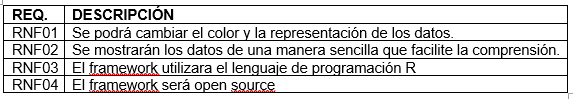 REQ. DESCRIPCIÓN
RNF01 Se podrá cambiar el color y la representación de los datos.
RNF02 Se mostrarán los datos de una manera sencilla que facilite la comprensión.
RNF03 El framework utilizara el lenguaje de programación R
RNF04 El framework será open source